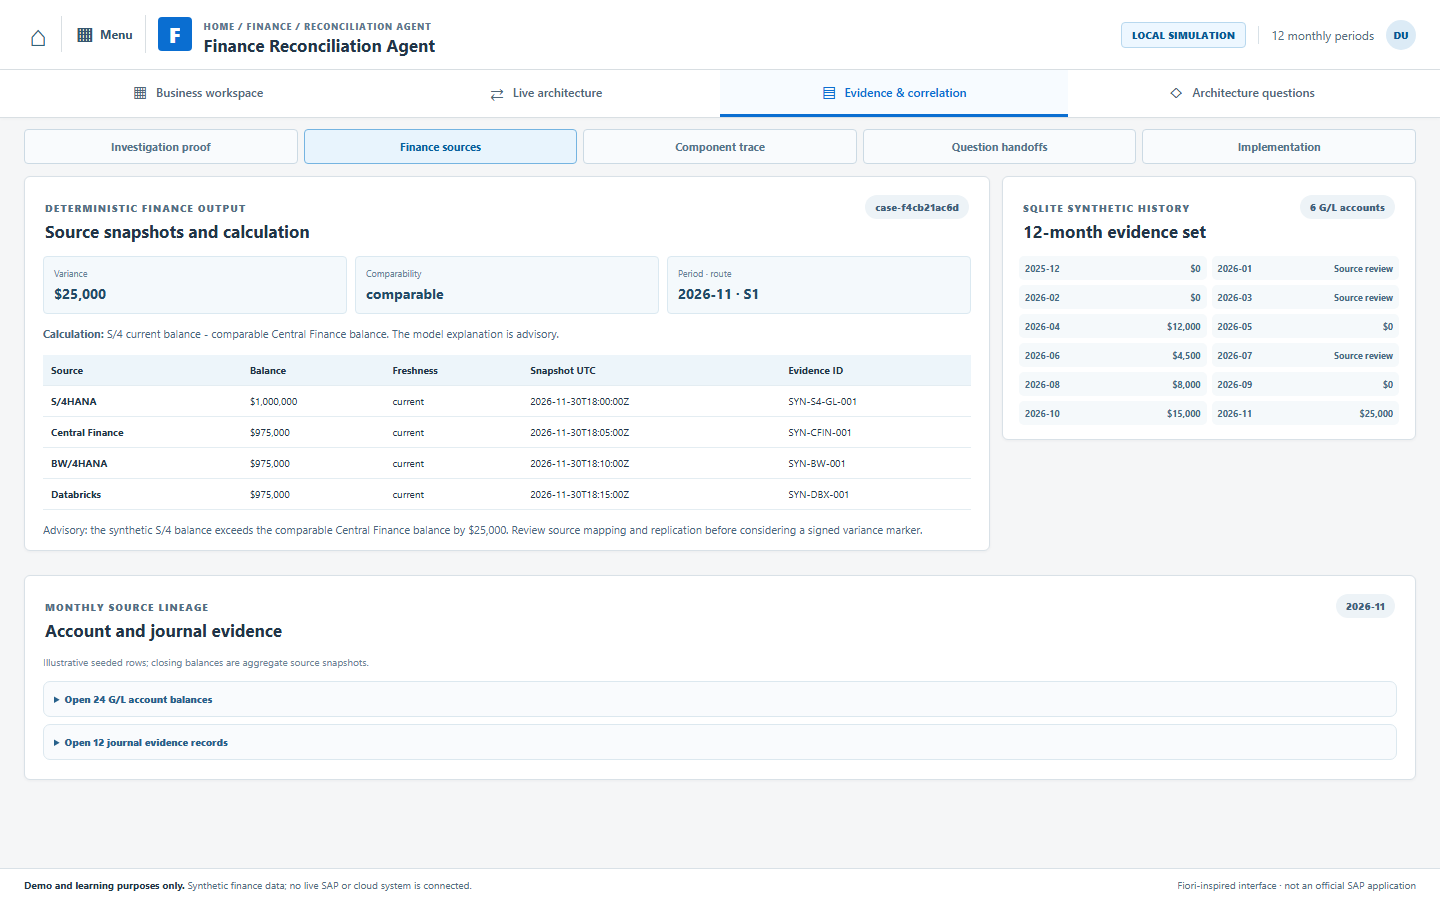 HOME / FINANCE / RECONCILIATION AGENT
Menu
F
Finance Reconciliation Agent
LOCAL SIMULATION
12 monthly periods
DU
Business workspace
Live architecture
Evidence & correlation
Architecture questions
Investigation proof
Finance sources
Component trace
Question handoffs
Implementation
DETERMINISTIC FINANCE OUTPUT
case-f4cb21ac6d
Source snapshots and calculation
Variance
$25,000
Comparability
comparable
Period · route
2026-11 · S1
Calculation: S/4 current balance - comparable Central Finance balance. The model explanation is advisory.
Source Balance Freshness Snapshot UTC Evidence ID
S/4HANA $1,000,000 current 2026-11-30T18:00:00Z SYN-S4-GL-001
Central Finance $975,000 current 2026-11-30T18:05:00Z SYN-CFIN-001
BW/4HANA $975,000 current 2026-11-30T18:10:00Z SYN-BW-001
Databricks $975,000 current 2026-11-30T18:15:00Z SYN-DBX-001
Advisory: the synthetic S/4 balance exceeds the comparable Central Finance balance by $25,000. Review source mapping and replication before considering a signed variance marker.
SQLITE SYNTHETIC HISTORY
6 G/L accounts
12-month evidence set
2025-12 $0 2026-01 Source review
2026-02 $0 2026-03 Source review
2026-04 $12,000 2026-05 $0
2026-06 $4,500 2026-07 Source review
2026-08 $8,000 2026-09 $0
2026-10 $15,000 2026-11 $25,000
MONTHLY SOURCE LINEAGE
2026-11
Account and journal evidence
Illustrative seeded rows; closing balances are aggregate source snapshots.
Open 24 G/L account balances
Open 12 journal evidence records
Demo and learning purposes only. Synthetic finance data; no live SAP or cloud system is connected.
Fiori-inspired interface · not an official SAP application